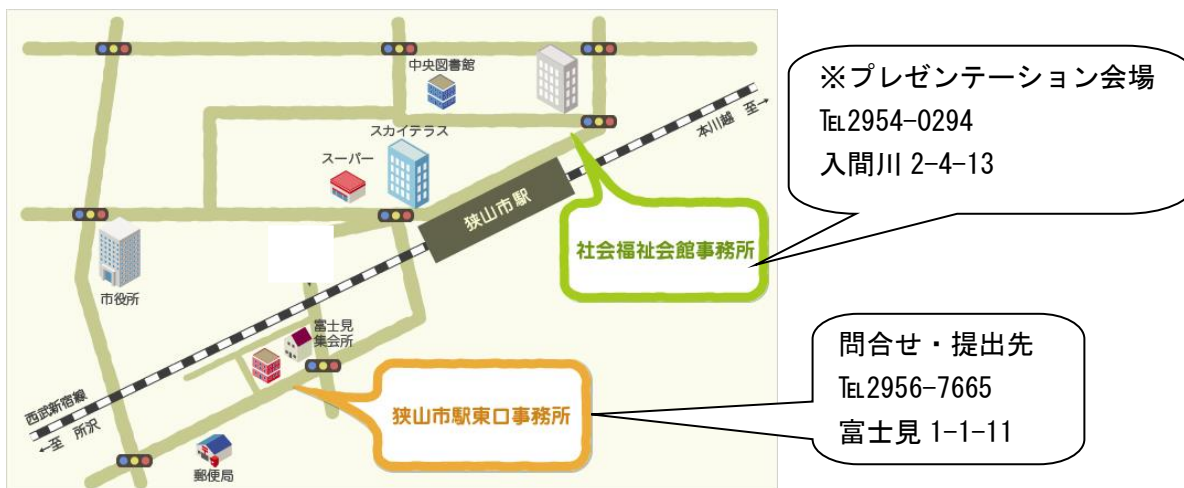 中央図書館
スカイテラス
スーパー
狭山市駅
本川越 至→
市役所
社会福祉会館事務所
富士見
集会所
狭山市駅東口事務所
西武新宿線
←至 所沢
郵便局
※プレゼンテーション会場
℡2954-0294
入間川 2-4-13
問合せ・提出先
℡2956-7665
富士見 1-1-11